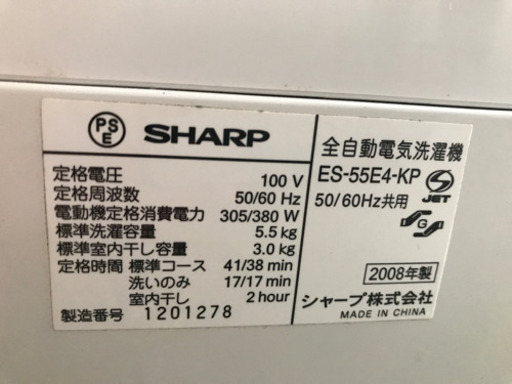 PS
E
SHARP
定格電圧 100 V
定格周波数 50/60 Hz
電動機定格消費電力 305/380 W
標準洗濯容量 5.5 kg
標準室内干し容量 3.0 kg
定格時間 標準コース 41/38 min
洗いのみ 17/17 min
室内干し 2 hour
製造番号 1201278
全自動電気洗濯機
ES-55E4-KP
50/60Hz共用
JET
2008年製
シャープ株式会社
MADE IN CHINA